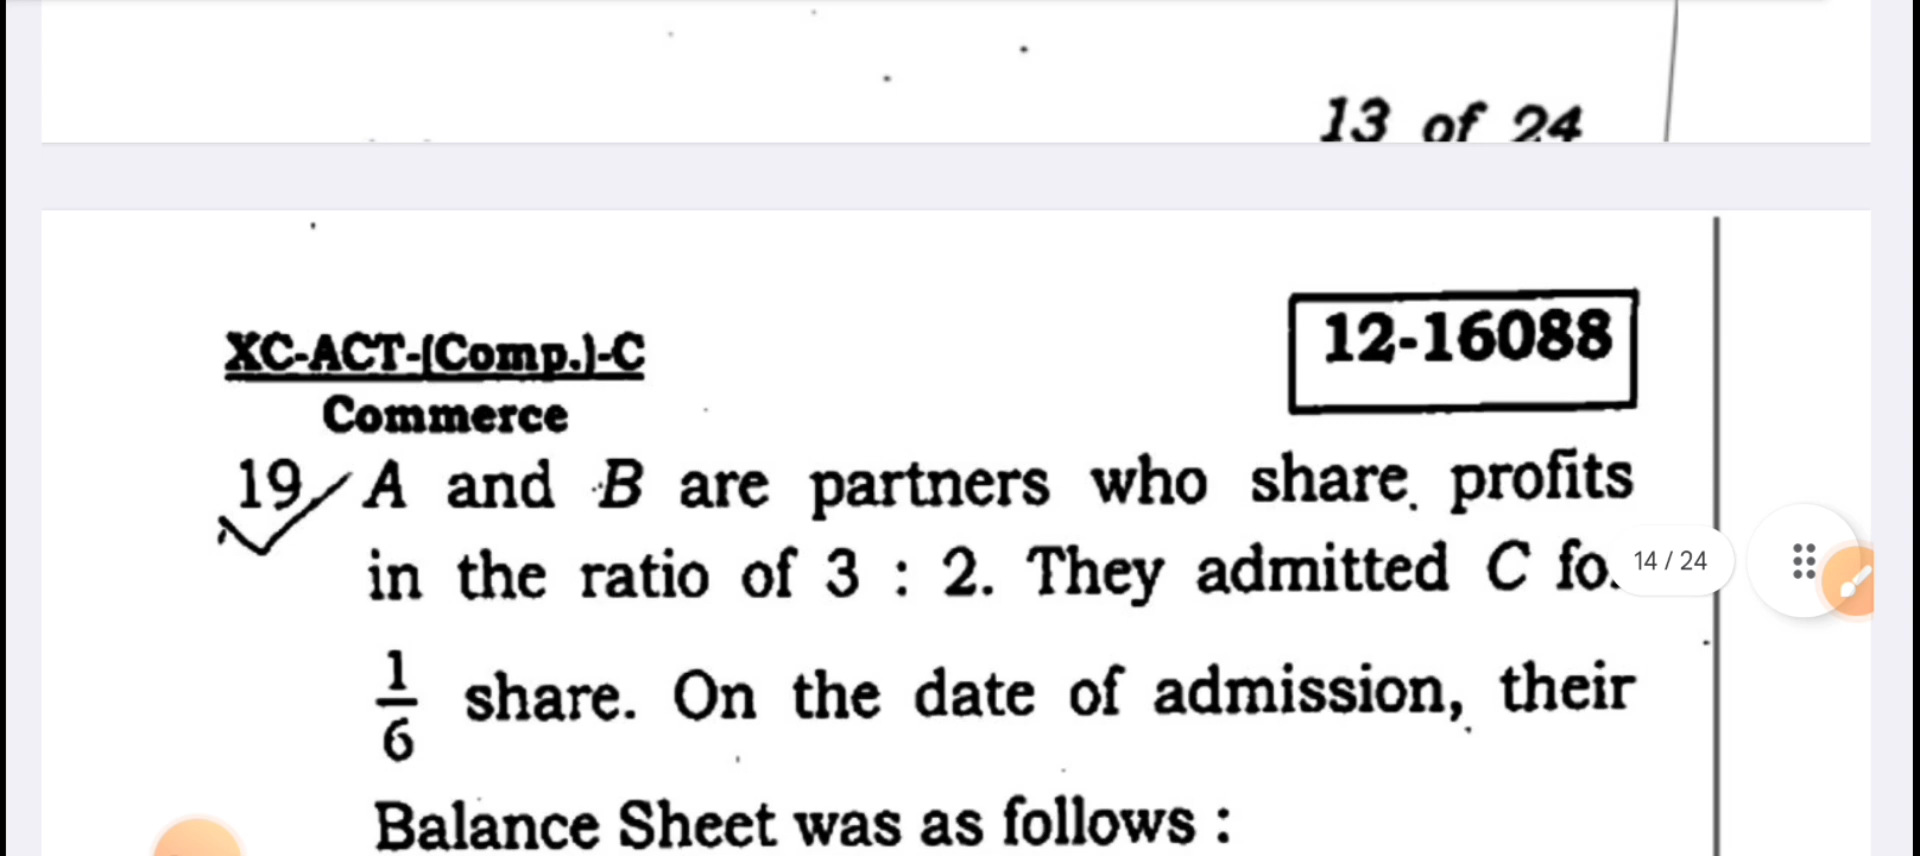 13 of 24
XC-ACT-(Comp.)-C
12-16088
Commerce
19 A and B are partners who share profits
in the ratio of 3 : 2. They admitted C
14 / 24
1/6 share. On the date of admission, their
Balance Sheet was as follows :